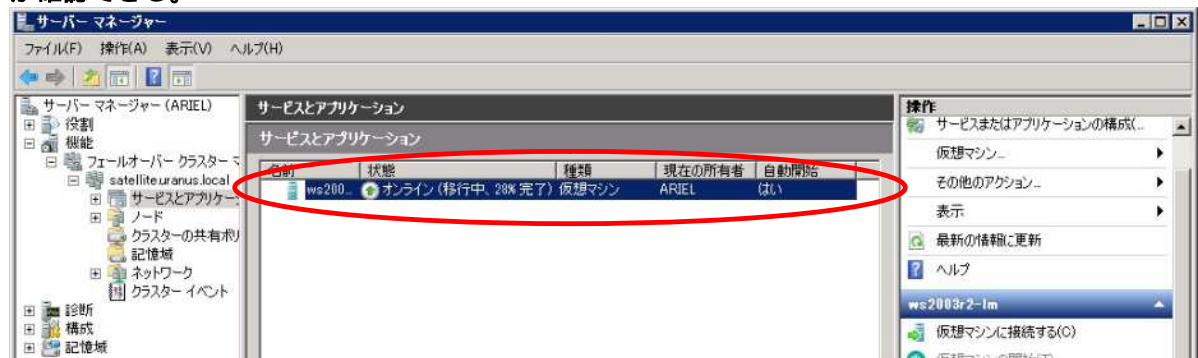 が確認できる。
サーバー マネージャー
ファイル(F) 操作(A) 表示(V) ヘルプ(H)
サーバー マネージャー (ARIEL)
役割
機能
フェールオーバー クラスター マ
satellite.uranus.local
サービスとアプリケー
ノード
クラスターの共有ボリ
記憶域
ネットワーク
クラスター イベント
診断
構成
記憶域
サービスとアプリケーション
サービスとアプリケーション
名前 状態 種類 現在の所有者 自動開始
ws200... オンライン (移行中、28% 完了) 仮想マシン ARIEL はい
操作
サービスまたはアプリケーションの構成(...
仮想マシン...
その他のアクション...
表示
最新の情報に更新
ヘルプ
ws2003r2-lm
仮想マシンに接続する(C)